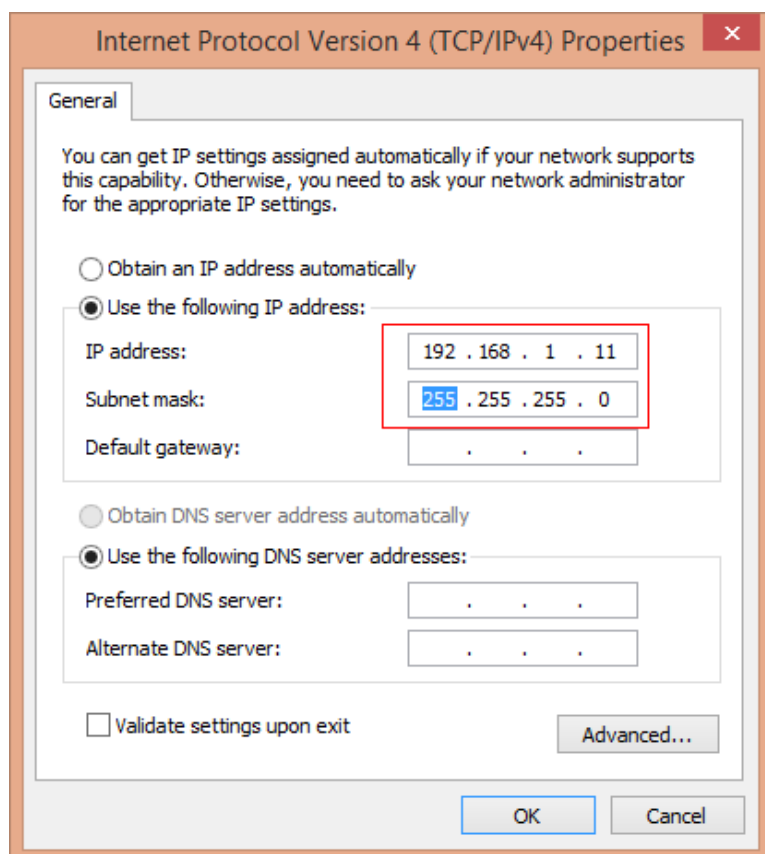 Internet Protocol Version 4 (TCP/IPv4) Properties
General
You can get IP settings assigned automatically if your network supports
this capability. Otherwise, you need to ask your network administrator
for the appropriate IP settings.
Obtain an IP address automatically
Use the following IP address:
IP address: 192 . 168 . 1 . 11
Subnet mask: 255 . 255 . 255 . 0
Default gateway: . . .
Obtain DNS server address automatically
Use the following DNS server addresses:
Preferred DNS server: . . .
Alternate DNS server: . . .
Validate settings upon exit
Advanced...
OK Cancel